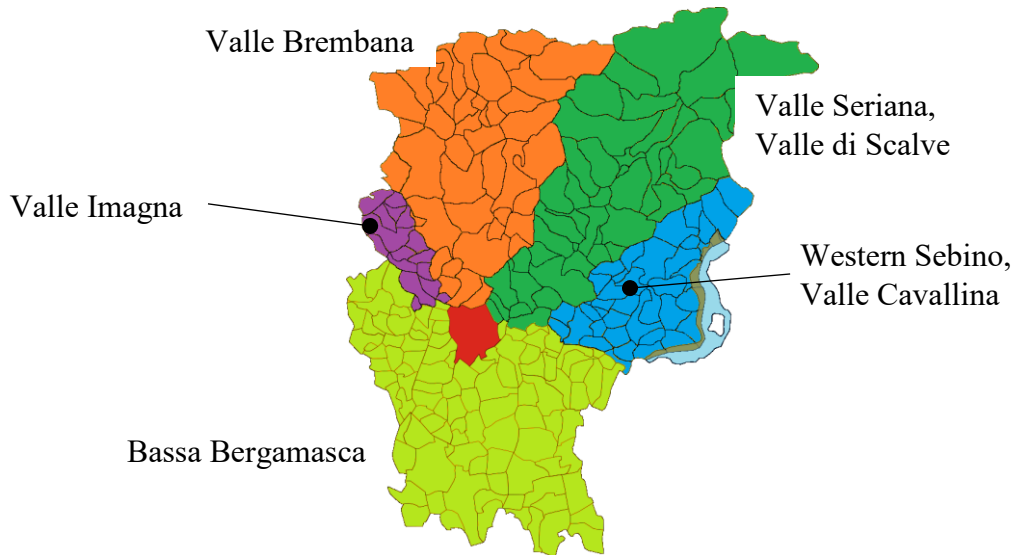 Valle Brembana
Valle Seriana,
Valle di Scalve
Valle Imagna
Western Sebino,
Valle Cavallina
Bassa Bergamasca